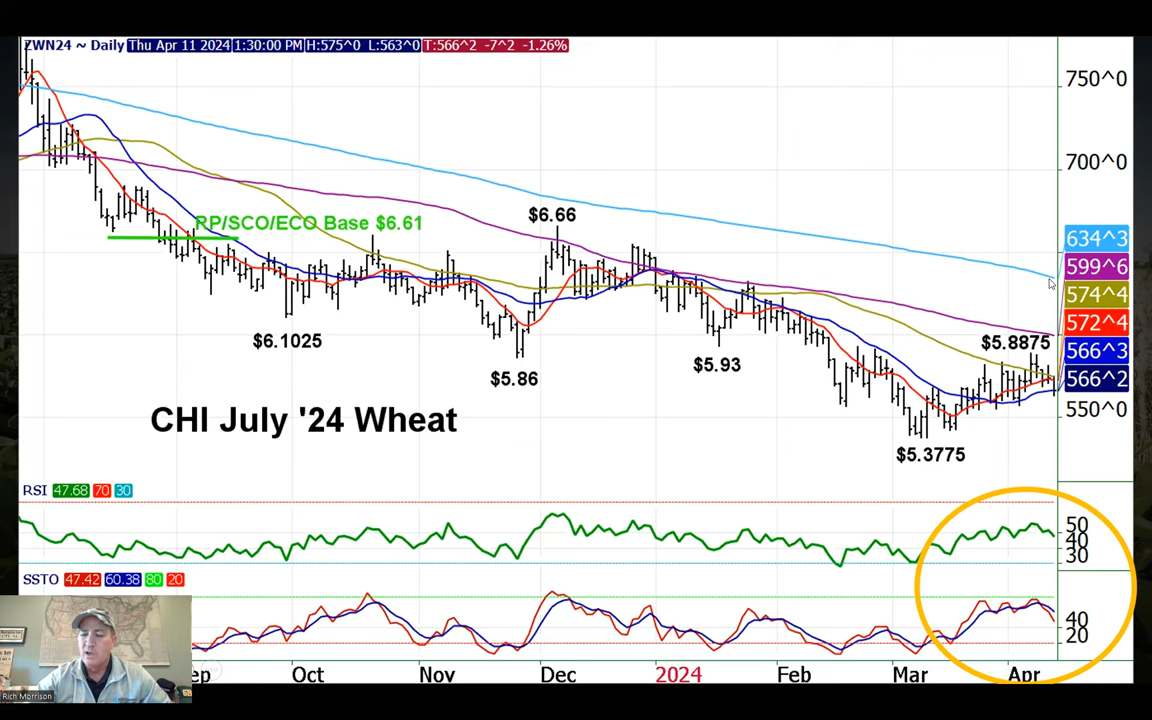 ZWN24 ~ Daily Thu Apr 11 2024 1:30:00 PM H:575^0 L:563^0 T:566^2 -7^2 -1.26%
750^0
700^0
RP/SCO/ECO Base $6.61
$6.66
634^3
599^6
574^4
572^4
566^3
566^2
550^0
$6.1025
$5.86
$5.93
$5.8875
$5.3775
CHI July '24 Wheat
RSI 47.68 70 30
50
40
30
SSTO 47.42 60.38 80 20
40
20
Oct Nov Dec 2024 Feb Mar Apr
Rich Morrison